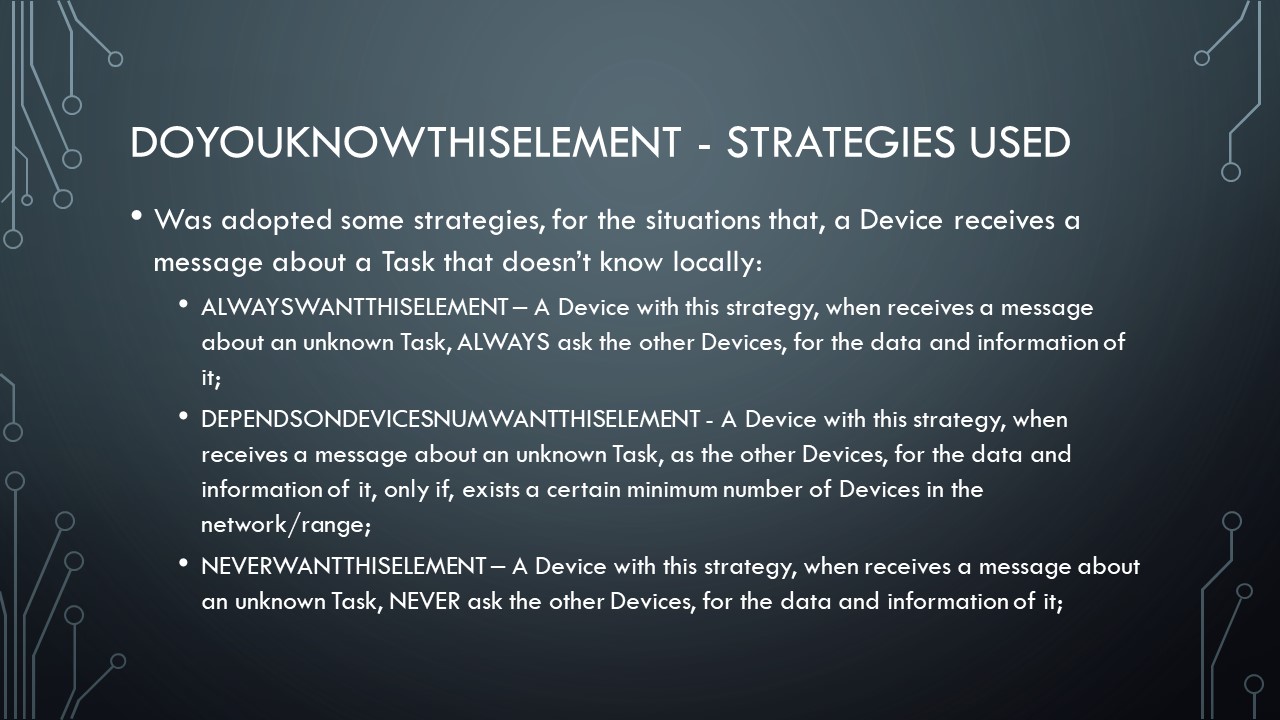 DOYOUKNOWTHISELEMENT - STRATEGIES USED
• Was adopted some strategies, for the situations that, a Device receives a
message about a Task that doesn’t know locally:
• ALWAYSWANTTHISELEMENT – A Device with this strategy, when receives a message
about an unknown Task, ALWAYS ask the other Devices, for the data and information of
it;
• DEPENDSONDEVICESNUMWANTTHISELEMENT - A Device with this strategy, when
receives a message about an unknown Task, as the other Devices, for the data and
information of it, only if, exists a certain minimum number of Devices in the
network/range;
• NEVERWANTTHISELEMENT – A Device with this strategy, when receives a message about
an unknown Task, NEVER ask the other Devices, for the data and information of it;